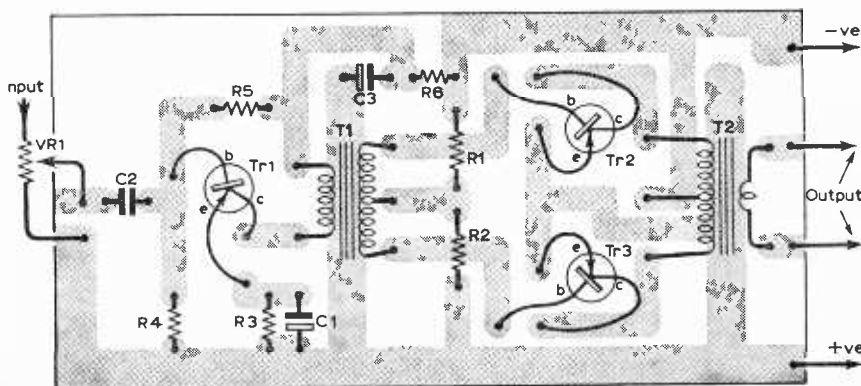 -ve
nput
VR1
C2
R5
C3
R6
T1
b
Tr1
e
c
R1
R2
b
c
e
Tr2
T2
Output
e
Tr3
b
c
R4
R3
C1
+ve